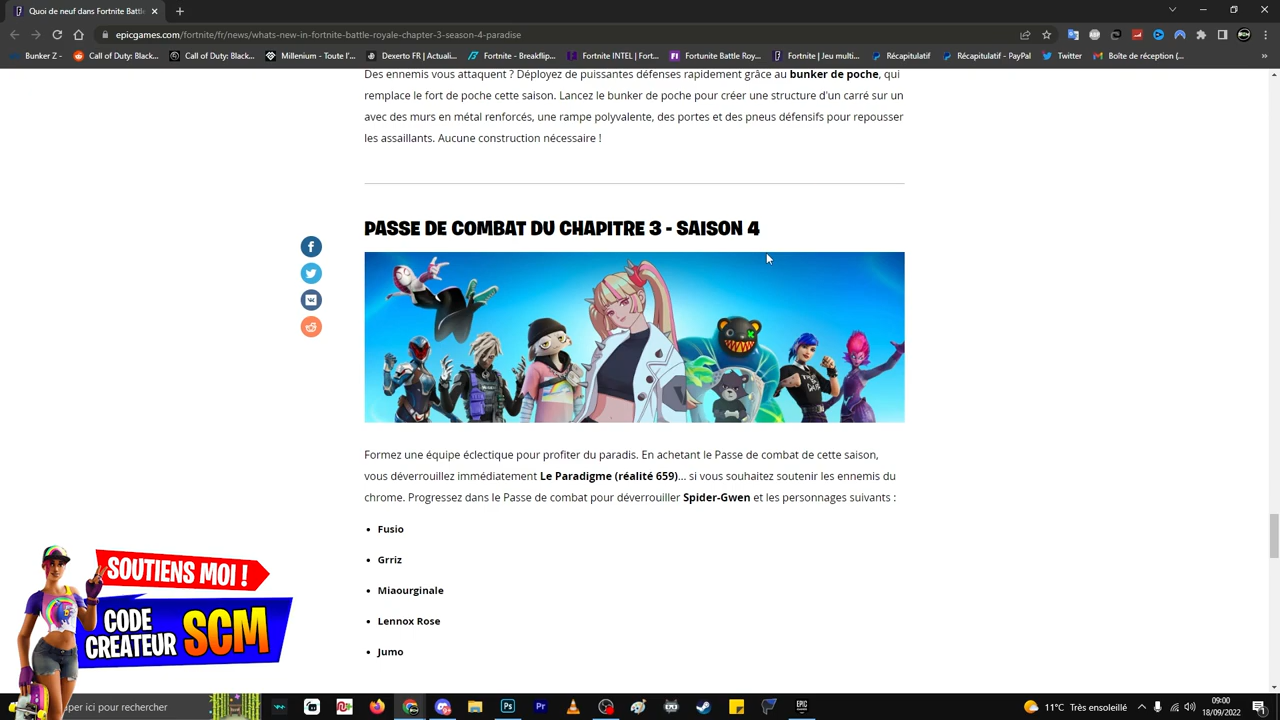 Quoi de neuf dans Fortnite Battle
epicgames.com/fortnite/fr/news/whats-new-in-fortnite-battle-royale-chapter-3-season-4-paradise
Bunker Z - Call of Duty: Black... Call of Duty: Black... Millenium - Toute l'... Dexerto FR | Actuali... Fortnite - Breakflip... Fortnite INTEL | Fort... Fortunite Battle Roy... Fortnite | Jeu multi... Récapitulatif Récapitulatif - PayPal Twitter Boîte de réception (... »
Des ennemis vous attaquent ? Déployez de puissantes défenses rapidement grâce au bunker de poche, qui
remplace le fort de poche cette saison. Lancez le bunker de poche pour créer une structure d'un carré sur un
avec des murs en métal renforcés, une rampe polyvalente, des portes et des pneus défensifs pour repousser
les assaillants. Aucune construction nécessaire !
PASSE DE COMBAT DU CHAPITRE 3 - SAISON 4
Formez une équipe éclectique pour profiter du paradis. En achetant le Passe de combat de cette saison,
vous déverrouillez immédiatement Le Paradigme (réalité 659)... si vous souhaitez soutenir les ennemis du
chrome. Progressez dans le Passe de combat pour déverrouiller Spider-Gwen et les personnages suivants :
• Fusio
• Grriz
• Miaourginale
• Lennox Rose
• Jumo
SOUTIENS MOI !
CODE
CREATEUR SCM
per ici pour rechercher
11°C Très ensoleillé
09:00
18/09/2022